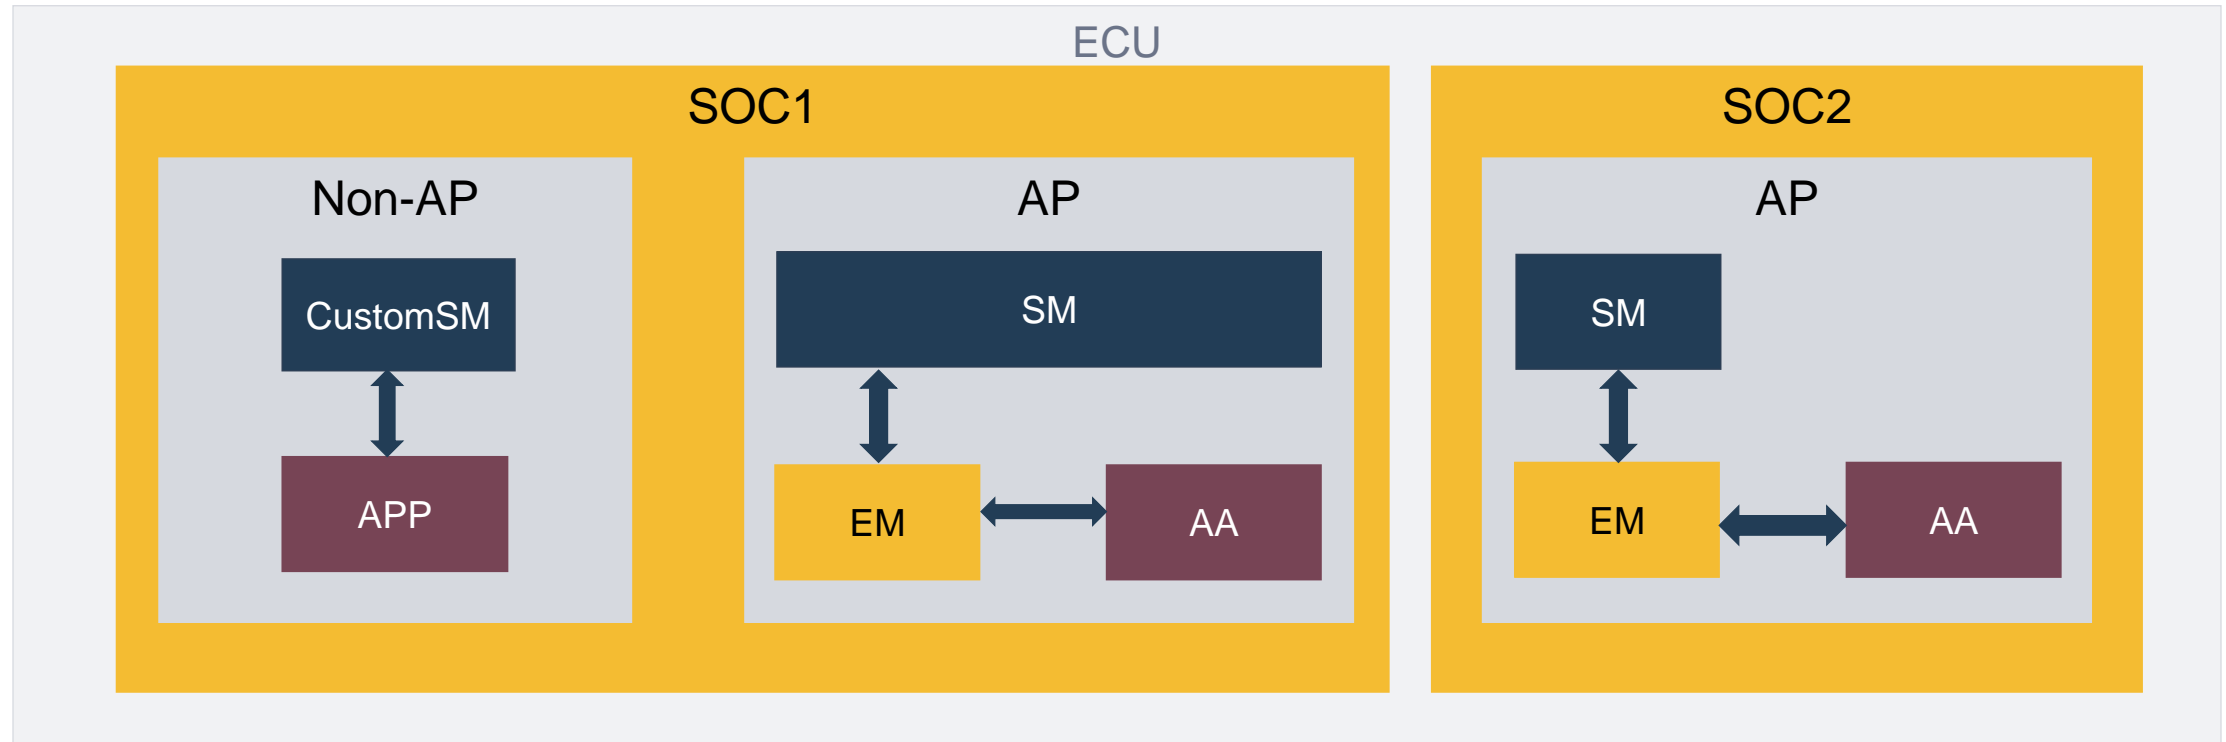 ECU
SOC1
Non-AP
CustomSM
APP
AP
SM
EM
AA
SOC2
AP
SM
EM
AA